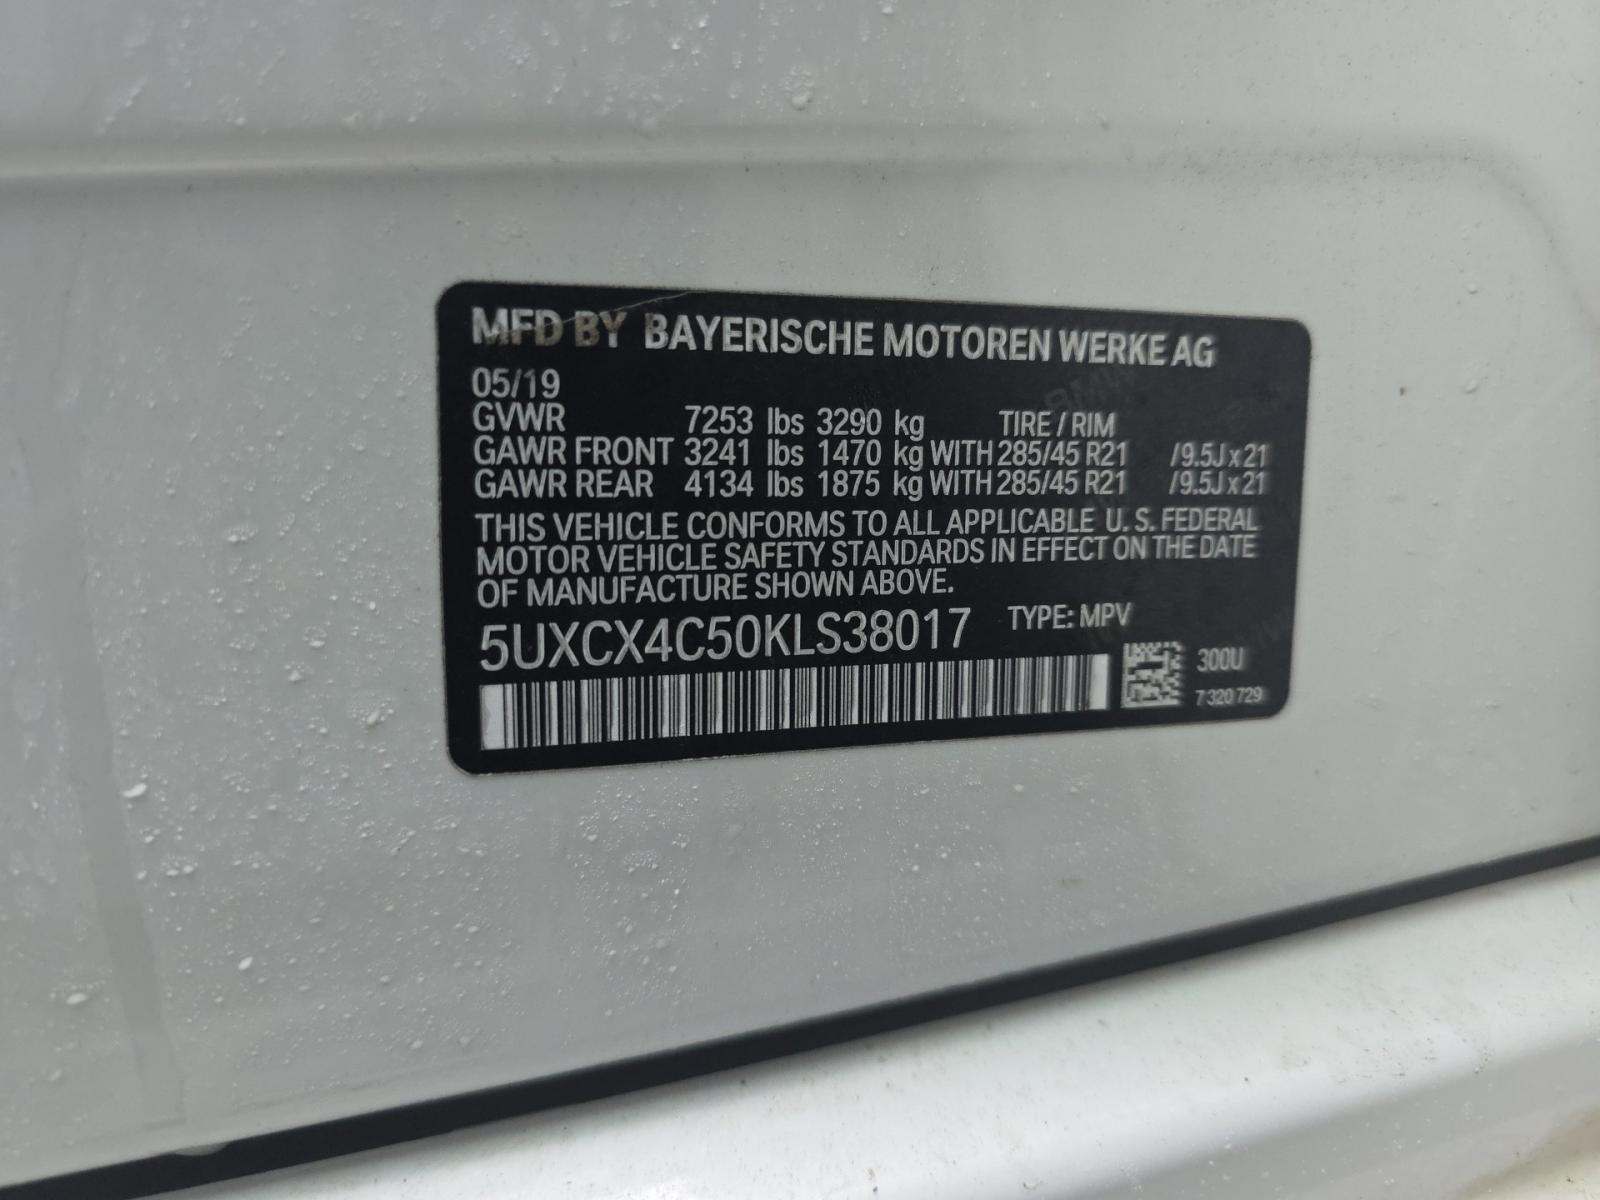 MFD BY BAYERISCHE MOTOREN WERKE AG
05/19
GVWR 7253 lbs 3290 kg TIRE / RIM
GAWR FRONT 3241 lbs 1470 kg WITH 285/45 R21 /9.5J x 21
GAWR REAR 4134 lbs 1875 kg WITH 285/45 R21 /9.5J x 21
THIS VEHICLE CONFORMS TO ALL APPLICABLE U. S. FEDERAL
MOTOR VEHICLE SAFETY STANDARDS IN EFFECT ON THE DATE
OF MANUFACTURE SHOWN ABOVE.
5UXCX4C50KLS38017 TYPE: MPV
300U
7 320 729